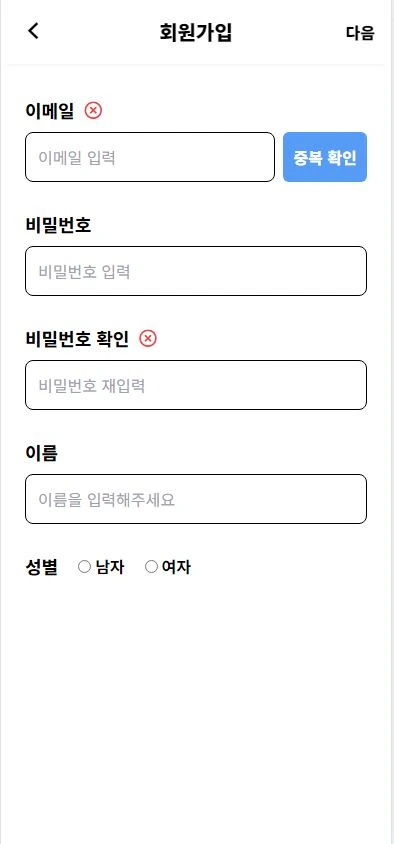 회원가입 다음
이메일
이메일 입력 중복 확인
비밀번호
비밀번호 입력
비밀번호 확인
비밀번호 재입력
이름
이름을 입력해주세요
성별 남자 여자